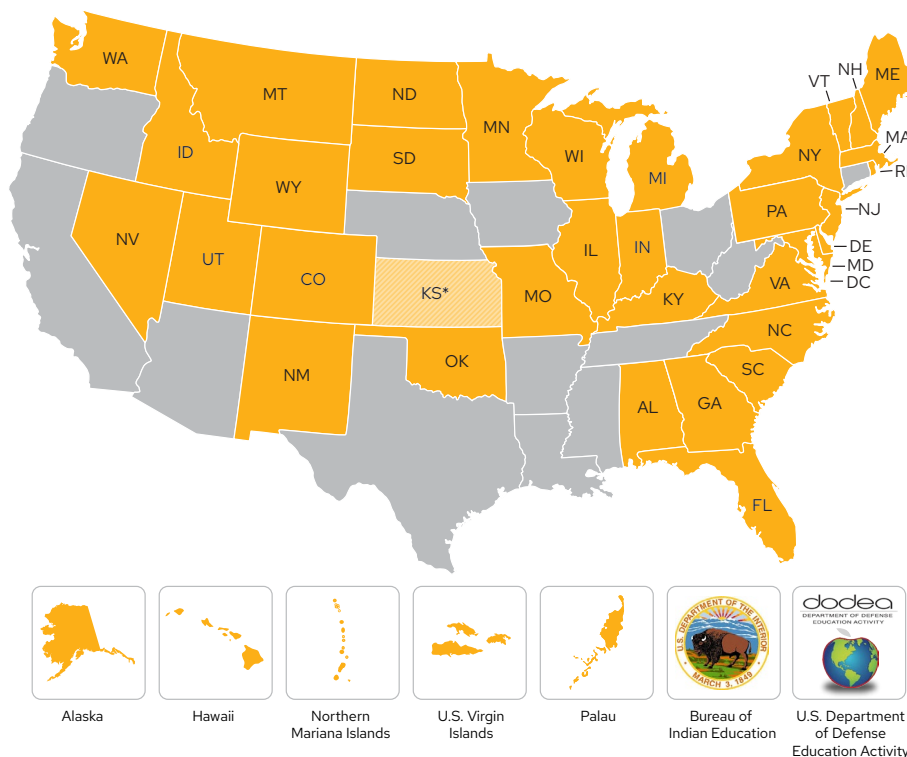 WA
MT
ND
MN
ID
SD
WY
WI
MI
NY
VT
NH
ME
MA
R
NV
UT
CO
KS*
MO
IL
IN
KY
PA
NJ
DE
MD
DC
VA
NC
SC
NM
OK
AL
GA
FL
U.S. DEPARTMENT OF THE INTERIOR
MARCH 3, 1849
dodea
DEPARTMENT OF DEFENSE
EDUCATION ACTIVITY
Alaska
Hawaii
Northern
Mariana Islands
U.S. Virgin
Islands
Palau
Bureau of
Indian Education
U.S. Department
of Defense
Education Activity